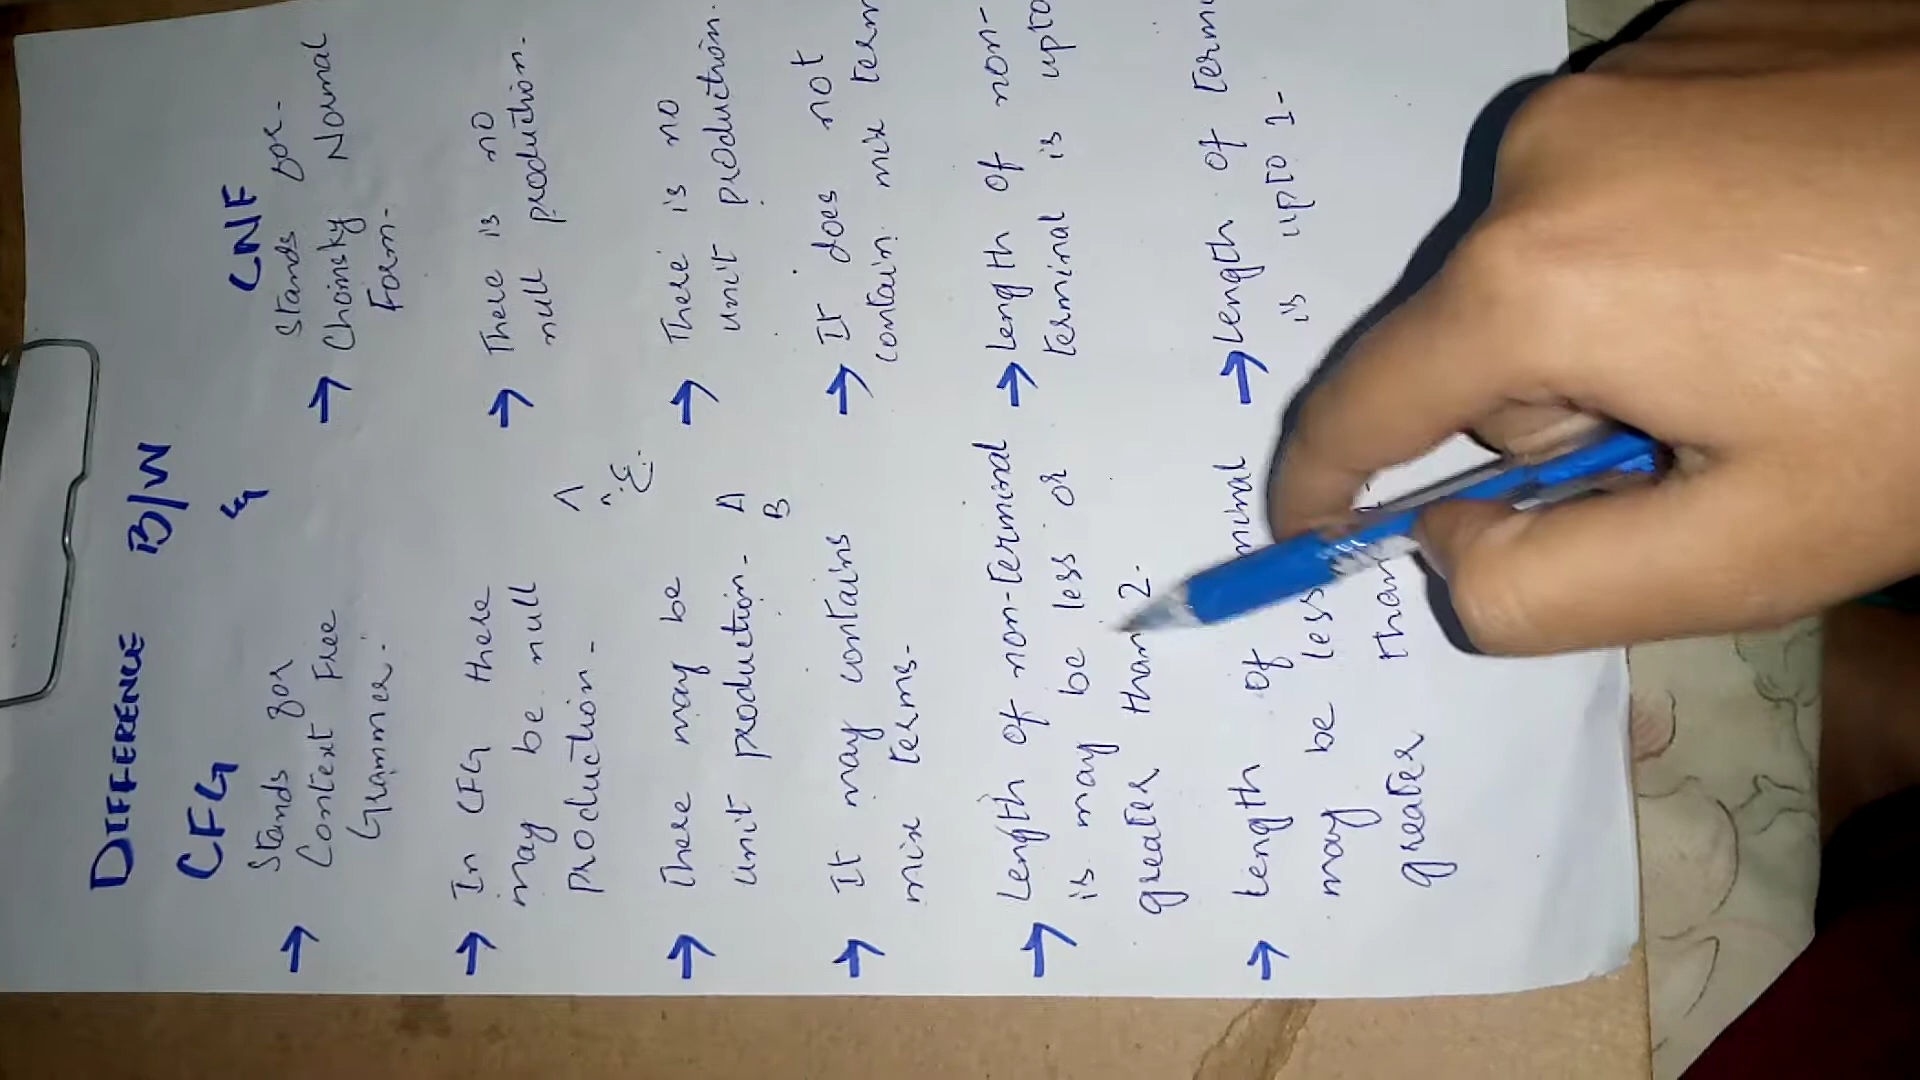 DIFFERENCE B/W
CFG & CNF
→ Stands for
Context Free
Grammer.
→ In CFG there
may be null
production - ^
^
ε.
→ There may be
unit production. A
B
→ It may contains
mix terms.
→ Length of non-terminal
is may be less or
greater than 2.
→ Length of
may be less
greater than
Stands for.
→ Chomsky Normal
Form.
→ There is no
null production.
→ There is no
unit production.
→ It does not
contain mix
→ Length of non-
terminal is upto
→ Length of
is upto 1.